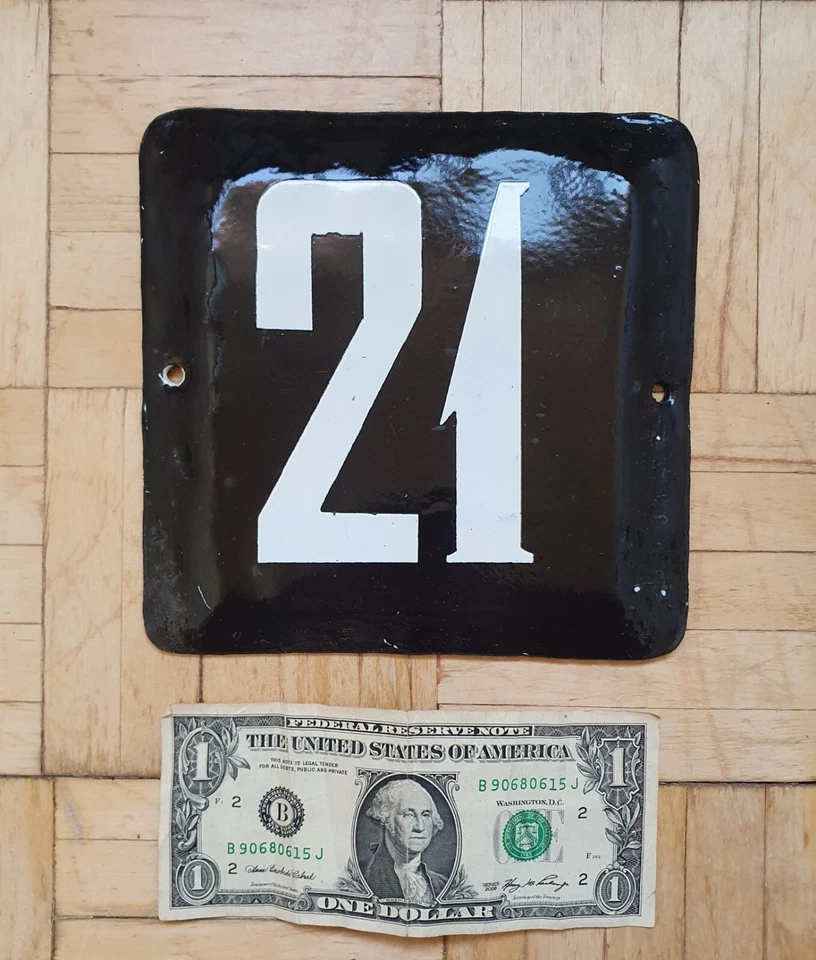 21
FEDERAL RESERVE NOTE
THE UNITED STATES OF AMERICA
THIS NOTE IS LEGAL TENDER
FOR ALL DEBTS, PUBLIC AND PRIVATE
1
1
B 90680615 J
WASHINGTON, D.C.
2
B
2
ONE
B 90680615 J
2
SERIES
2
1
ONE DOLLAR
1